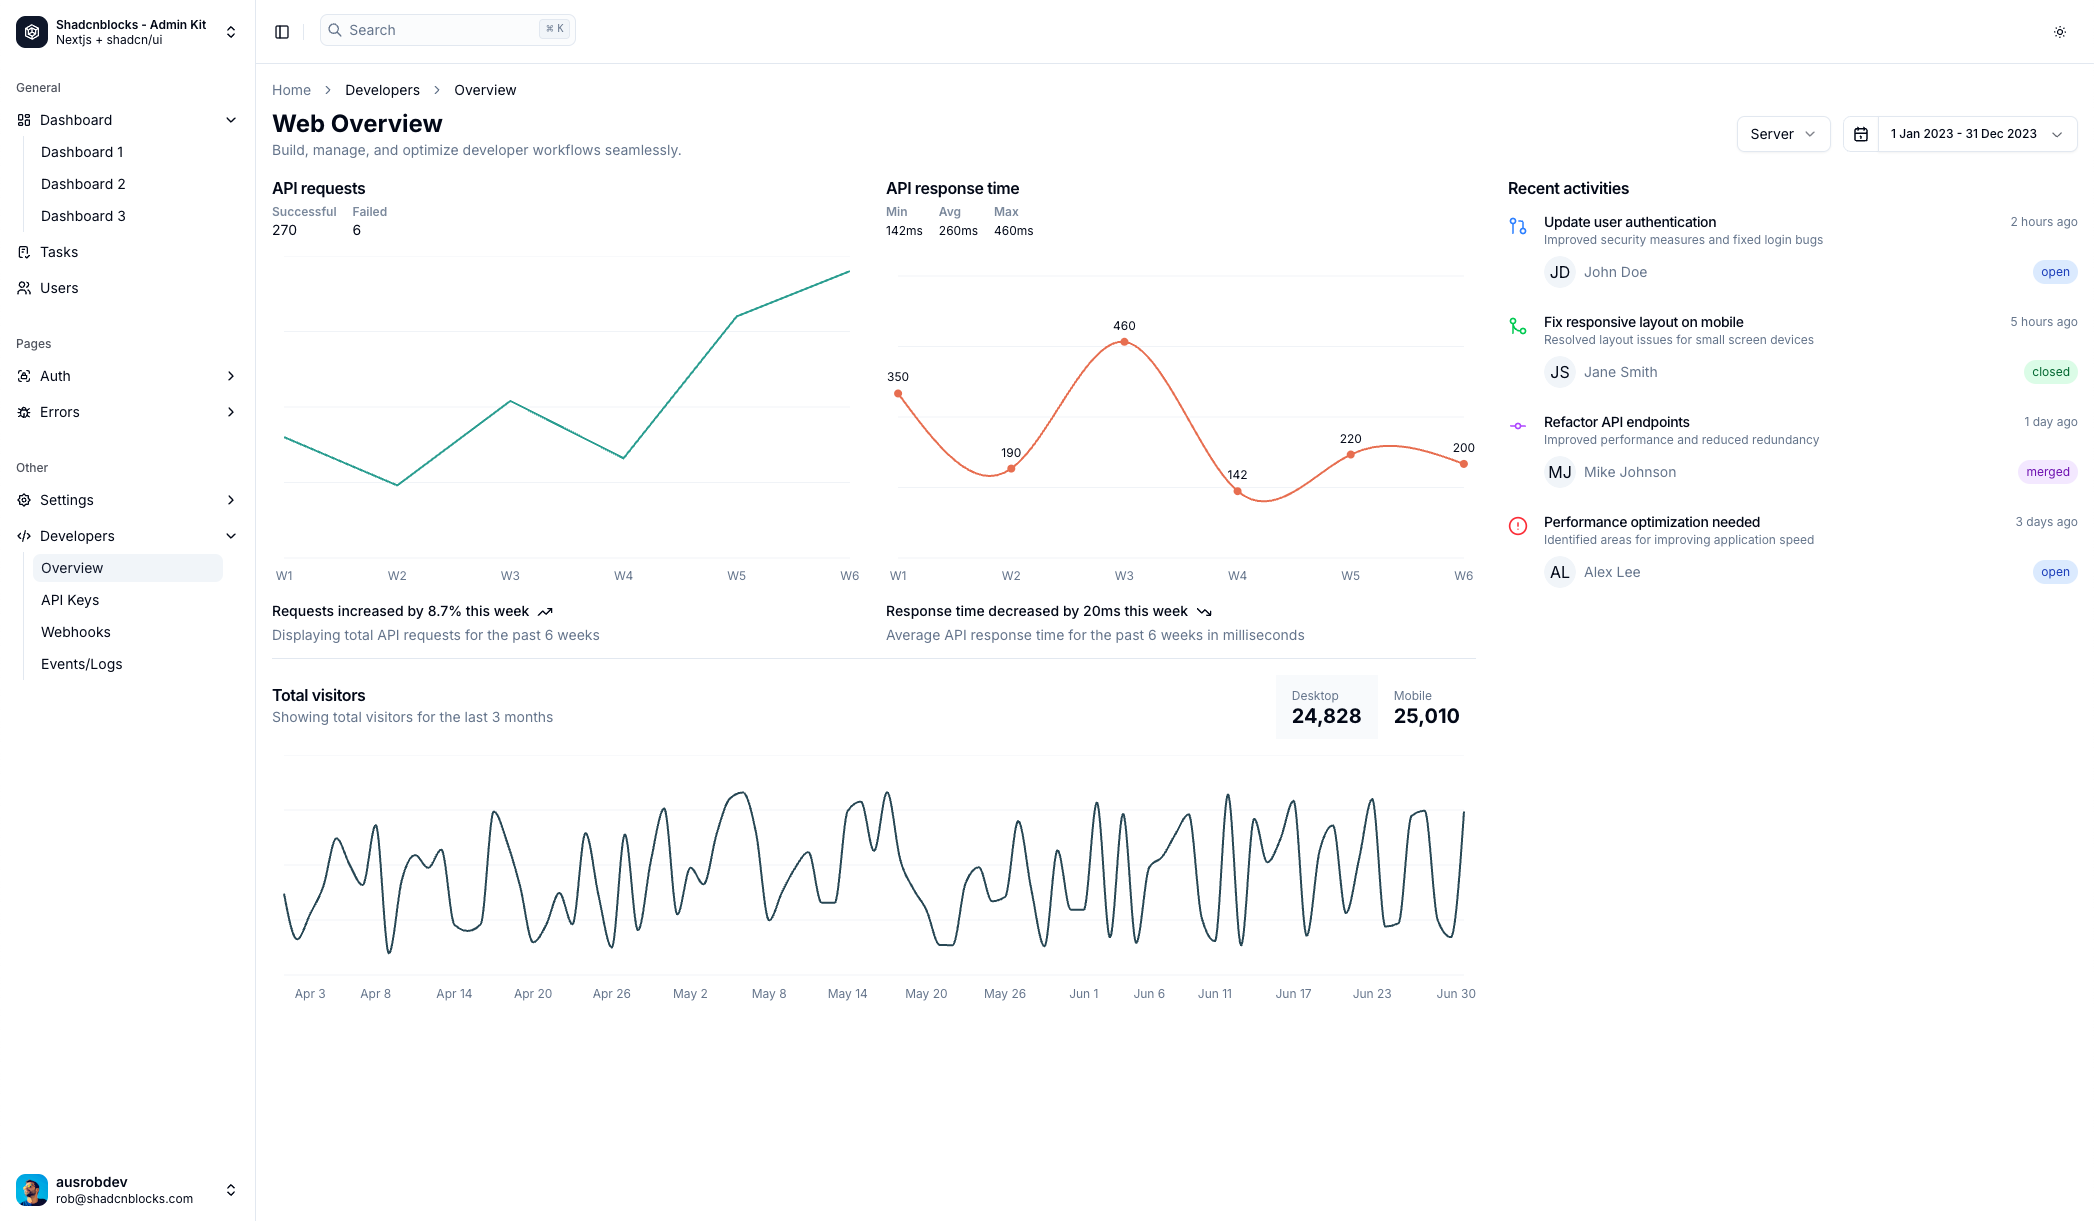 Shadcnblocks - Admin Kit
Nextjs + shadcn/ui
General
Dashboard
Dashboard 1
Dashboard 2
Dashboard 3
Tasks
Users
Pages
Auth
Errors
Other
Settings
Developers
Overview
API Keys
Webhooks
Events/Logs
ausrobdev
rob@shadcnblocks.com
Search
⌘ K
Home > Developers > Overview
Web Overview
Build, manage, and optimize developer workflows seamlessly.
Server
1 Jan 2023 - 31 Dec 2023
API requests
Successful Failed
270 6
W1 W2 W3 W4 W5 W6
Requests increased by 8.7% this week
Displaying total API requests for the past 6 weeks
API response time
Min Avg Max
142ms 260ms 460ms
350 190 460 142 220 200
W1 W2 W3 W4 W5 W6
Response time decreased by 20ms this week
Average API response time for the past 6 weeks in milliseconds
Total visitors
Showing total visitors for the last 3 months
Desktop
24,828
Mobile
25,010
Apr 3 Apr 8 Apr 14 Apr 20 Apr 26 May 2 May 8 May 14 May 20 May 26 Jun 1 Jun 6 Jun 11 Jun 17 Jun 23 Jun 30
Recent activities
Update user authentication 2 hours ago
Improved security measures and fixed login bugs
JD John Doe open
Fix responsive layout on mobile 5 hours ago
Resolved layout issues for small screen devices
JS Jane Smith closed
Refactor API endpoints 1 day ago
Improved performance and reduced redundancy
MJ Mike Johnson merged
Performance optimization needed 3 days ago
Identified areas for improving application speed
AL Alex Lee open